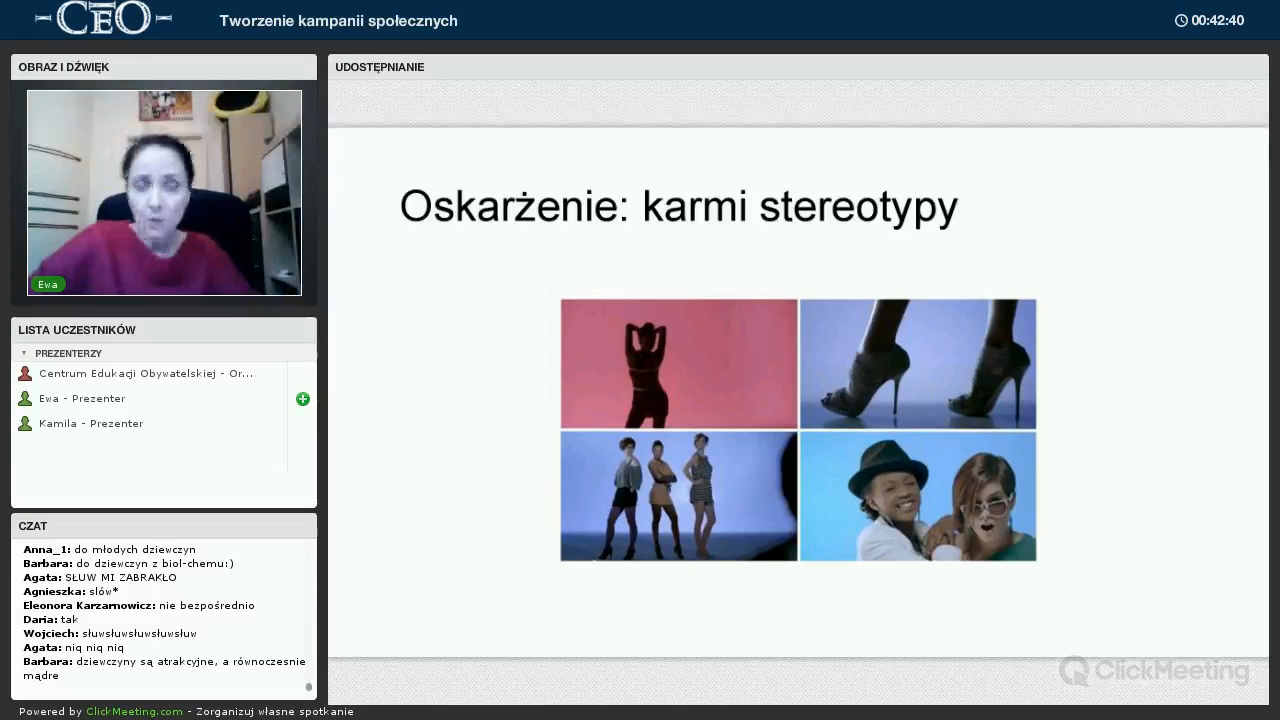 CEO
Tworzenie kampanii społecznych
00:42:40
OBRAZ I DŹWIĘK
Ewa
LISTA UCZESTNIKÓW
PREZENTERZY
Centrum Edukacji Obywatelskiej - Or...
Ewa - Prezenter
Kamila - Prezenter
CZAT
Anna_1: do młodych dziewczyn
Barbara: do dziewczyn z biol-chemu:)
Agata: SŁUW MI ZABRAKŁO
Agnieszka: slów*
Eleonora Karzarnowicz: nie bezpośrednio
Daria: tak
Wojciech: słuwsłuwsłuwsłuwsłuw
Agata: niq niq niq
Barbara: dziewczyny są atrakcyjne, a równoczesnie
mądre
Powered by ClickMeeting.com - Zorganizuj własne spotkanie
UDOSTĘPNIANIE
Oskarżenie: karmi stereotypy
ClickMeeting